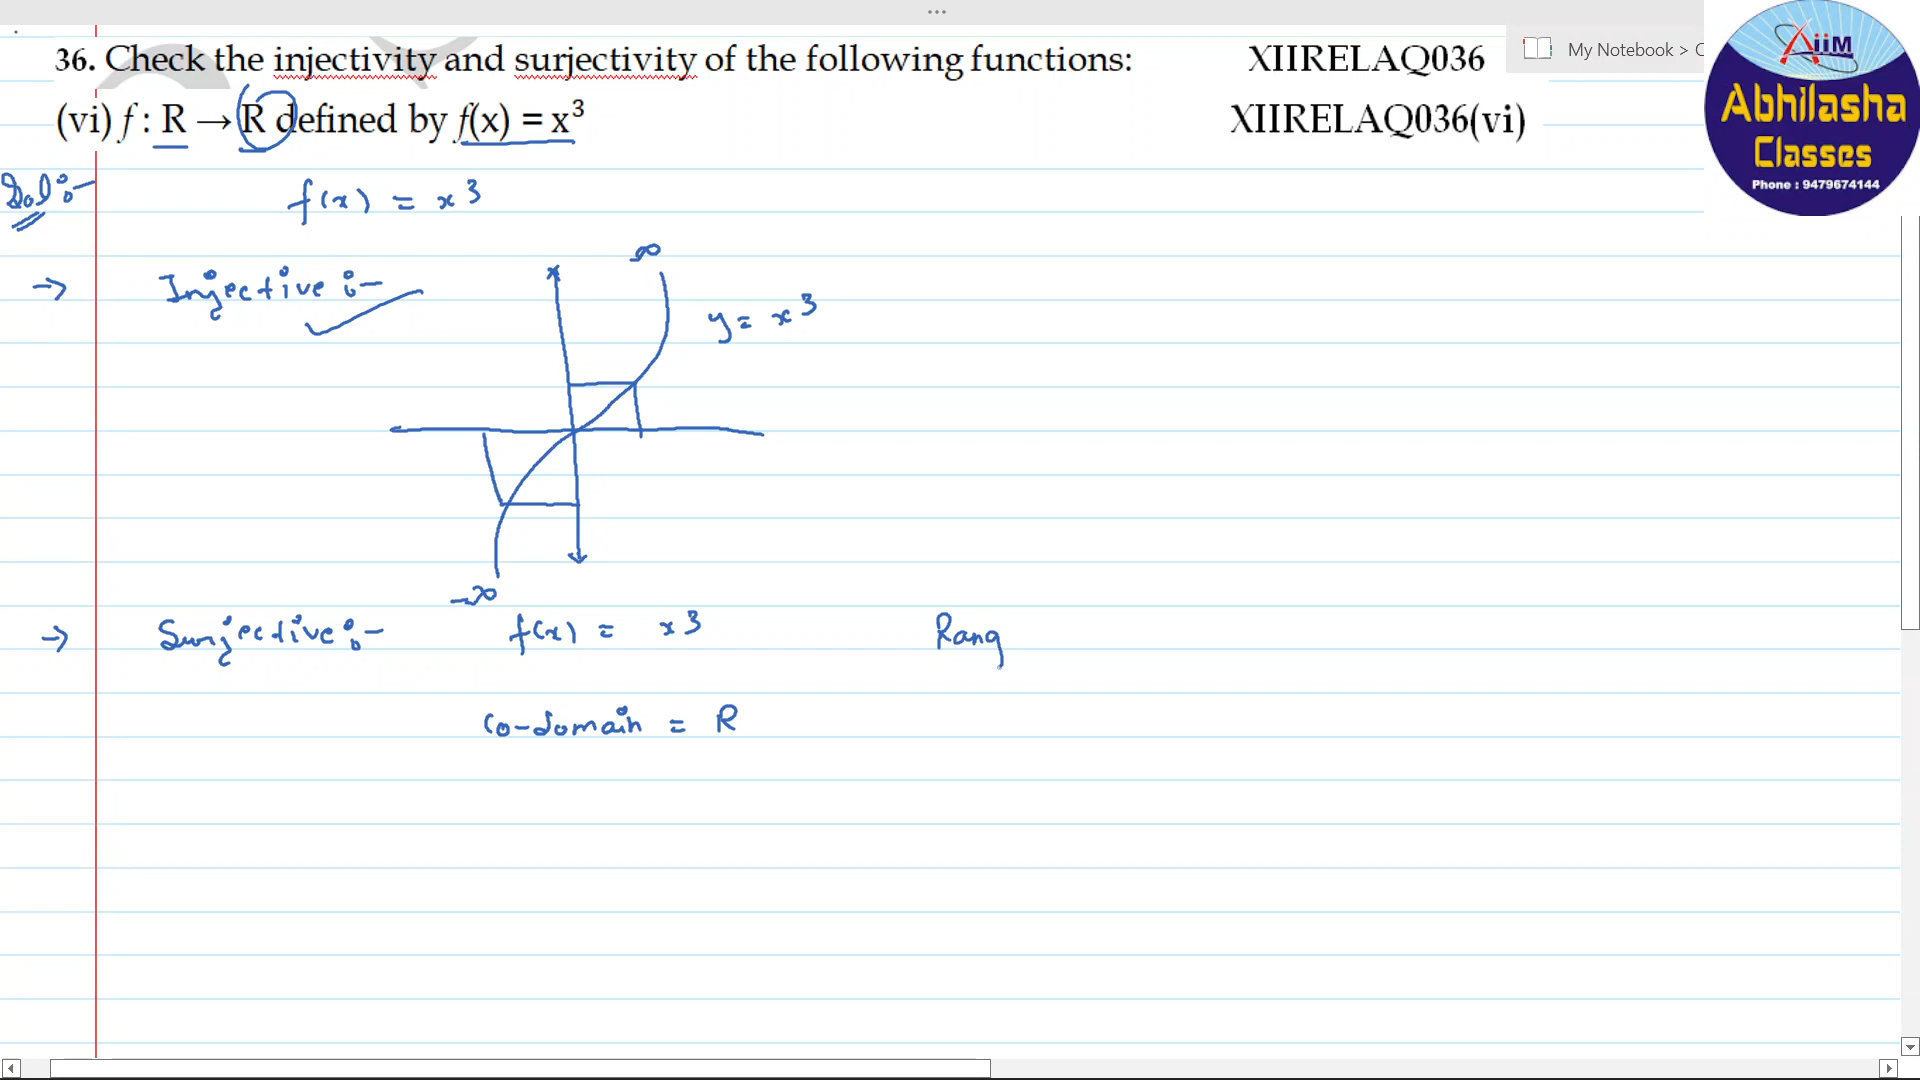 36. Check the injectivity and surjectivity of the following functions: XIIRELAQ036
(vi) f : R → R defined by f(x) = x³ XIIRELAQ036(vi)
My Notebook > C
AiiM
Abhilasha
Classes
Phone : 9479674144
Sol:-
f(x) = x³
→ Injective :-
∞
y = x³
-∞
→ Surjective :- f(x) = x³ Rang
Co-domain = R